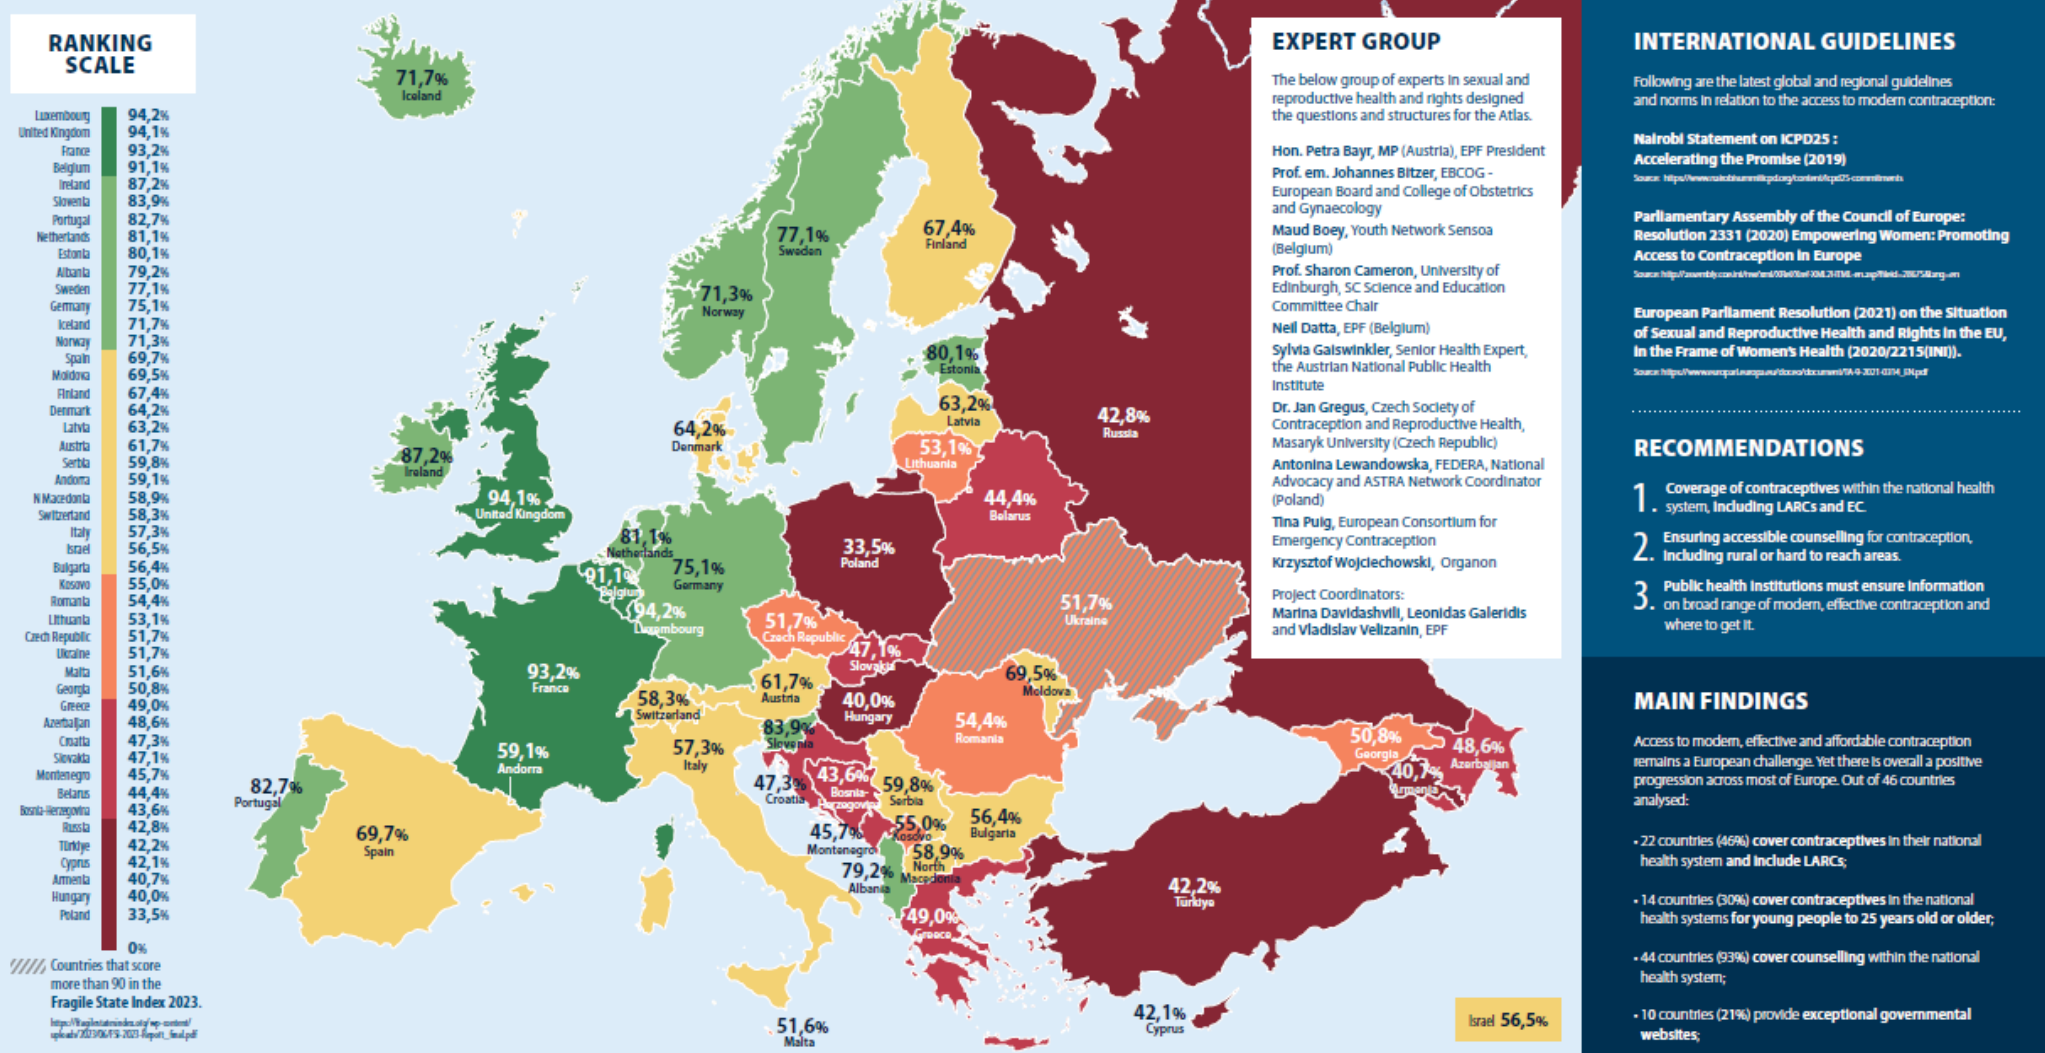 RANKING
SCALE
Luxembourg 94,2%
United Kingdom 94,1%
France 93,2%
Belgium 91,1%
Ireland 87,2%
Slovenia 83,9%
Portugal 82,7%
Netherlands 81,1%
Estonia 80,1%
Albania 79,2%
Sweden 77,1%
Germany 75,1%
Iceland 71,7%
Norway 71,3%
Spain 69,7%
Moldova 69,5%
Finland 67,4%
Denmark 64,2%
Latvia 63,2%
Austria 61,7%
Serbia 59,8%
Andorra 59,1%
N Macedonia 58,9%
Switzerland 58,3%
Italy 57,3%
Israel 56,5%
Bulgaria 56,4%
Kosovo 55,0%
Romania 54,4%
Lithuania 53,1%
Czech Republic 51,7%
Ukraine 51,7%
Malta 51,6%
Georgia 50,8%
Greece 49,0%
Azerbaijan 48,6%
Croatia 47,3%
Slovakia 47,1%
Montenegro 45,7%
Belarus 44,4%
Bosnia-Herzegovina 43,6%
Russia 42,8%
Türkiye 42,2%
Cyprus 42,1%
Armenia 40,7%
Hungary 40,0%
Poland 33,5%
0%
Countries that score
more than 90 in the
Fragile State Index 2023.
71,7%
Iceland
77,1%
Sweden
67,4%
Finland
71,3%
Norway
80,1%
Estonia
63,2%
Latvia
64,2%
Denmark
53,1%
Lithuania
42,8%
Russia
87,2%
Ireland
94,1%
United Kingdom
44,4%
Belarus
81,1%
Netherlands
33,5%
Poland
75,1%
Germany
91,1%
Belgium
94,2%
Luxembourg
51,7%
Ukraine
51,7%
Czech Republic
47,1%
Slovakia
93,2%
France
61,7%
Austria
69,5%
Moldova
58,3%
Switzerland
40,0%
Hungary
83,9%
Slovenia
54,4%
Romania
57,3%
Italy
59,1%
Andorra
50,8%
Georgia
48,6%
Azerbaijan
40,7%
Armenia
82,7%
Portugal
47,3%
Croatia
43,6%
Bosnia-
Herzegovina
59,8%
Serbia
69,7%
Spain
45,7%
Montenegro
55,0%
Kosovo
56,4%
Bulgaria
58,9%
North
Macedonia
79,2%
Albania
42,2%
Türkiye
49,0%
Greece
51,6%
Malta
42,1%
Cyprus
Israel 56,5%
EXPERT GROUP
The below group of experts in sexual and
reproductive health and rights designed
the questions and structures for the Atlas.
Hon. Petra Bayr, MP (Austria), EPF President
Prof. em. Johannes Bitzer, EBCOG -
European Board and College of Obstetrics
and Gynaecology
Maud Boey, Youth Network Sensoa
(Belgium)
Prof. Sharon Cameron, University of
Edinburgh, SC Science and Education
Committee Chair
Neil Datta, EPF (Belgium)
Sylvia Gaiswinkler, Senior Health Expert,
the Austrian National Public Health
Institute
Dr. Jan Gregus, Czech Society of
Contraception and Reproductive Health,
Masaryk University (Czech Republic)
Antonina Lewandowska, FEDERA, National
Advocacy and ASTRA Network Coordinator
(Poland)
Tina Puig, European Consortium for
Emergency Contraception
Krzysztof Wojciechowski, Organon
Project Coordinators:
Marina Davidashvili, Leonidas Galeridis
and Vladislav Velizanin, EPF
INTERNATIONAL GUIDELINES
Following are the latest global and regional guidelines
and norms in relation to the access to modern contraception:
Nairobi Statement on ICPD25 :
Accelerating the Promise (2019)
Source: https://www.nairobisummiticpd.org/content/icpd25-commitments
Parliamentary Assembly of the Council of Europe:
Resolution 2331 (2020) Empowering Women: Promoting
Access to Contraception in Europe
European Parliament Resolution (2021) on the Situation
of Sexual and Reproductive Health and Rights in the EU,
in the Frame of Women's Health (2020/2215(INI)).
Source: https://www.europarl.europa.eu/doceo/document/TA-9-2021-0314_EN.pdf
RECOMMENDATIONS
1. Coverage of contraceptives within the national health
system, including LARCs and EC.
2. Ensuring accessible counselling for contraception,
including rural or hard to reach areas.
3. Public health institutions must ensure information
on broad range of modern, effective contraception and
where to get it.
MAIN FINDINGS
Access to modern, effective and affordable contraception
remains a European challenge. Yet there is overall a positive
progression across most of Europe. Out of 46 countries
analysed:
• 22 countries (46%) cover contraceptives in their national
health system and include LARCs;
• 14 countries (30%) cover contraceptives in the national
health systems for young people to 25 years old or older;
• 44 countries (93%) cover counselling within the national
health system;
• 10 countries (21%) provide exceptional governmental
websites;